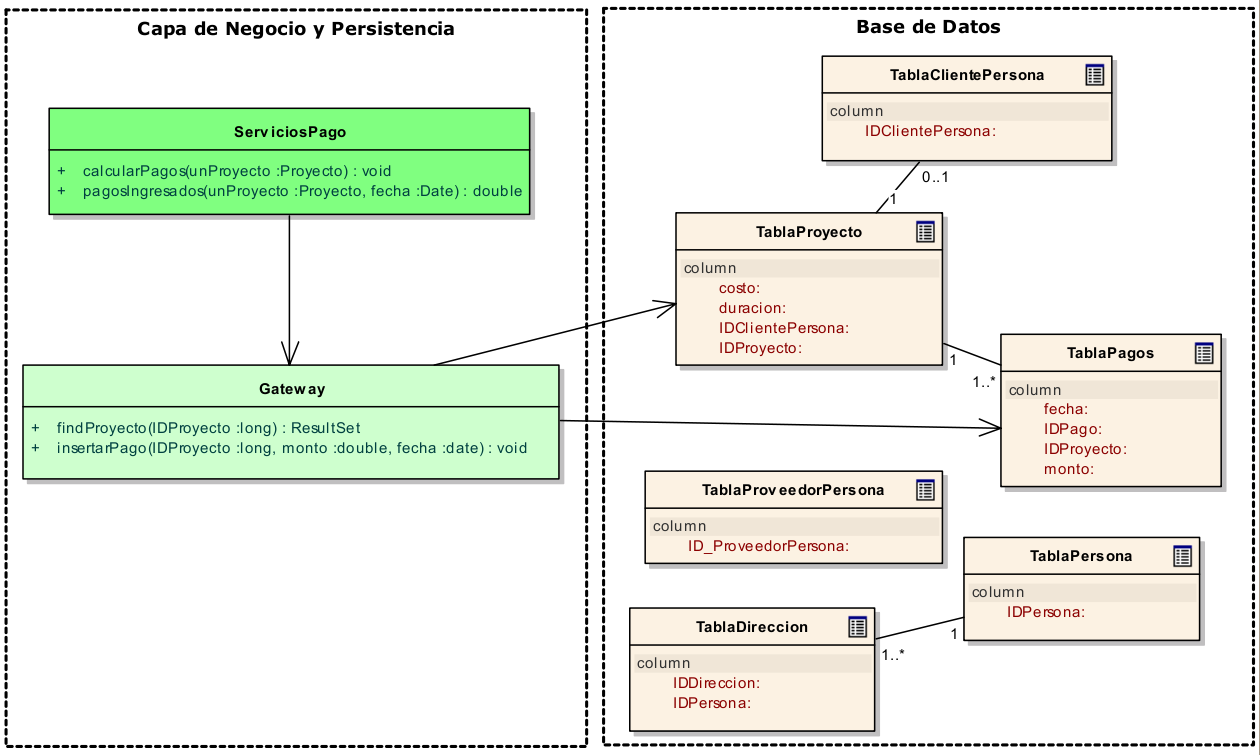 Capa de Negocio y Persistencia
ServiciosPago
+ calcularPagos(unProyecto :Proyecto) : void
+ pagosIngresados(unProyecto :Proyecto, fecha :Date) : double
Gateway
+ findProyecto(IDProyecto :long) : ResultSet
+ insertarPago(IDProyecto :long, monto :double, fecha :date) : void
Base de Datos
TablaClientePersona
column
IDClientePersona:
0..1
1
TablaProyecto
column
costo:
duracion:
IDClientePersona:
IDProyecto:
1
1..*
TablaPagos
column
fecha:
IDPago:
IDProyecto:
monto:
TablaProveedorPersona
column
ID_ProveedorPersona:
TablaPersona
column
IDPersona:
1
1..*
TablaDireccion
column
IDDireccion:
IDPersona: